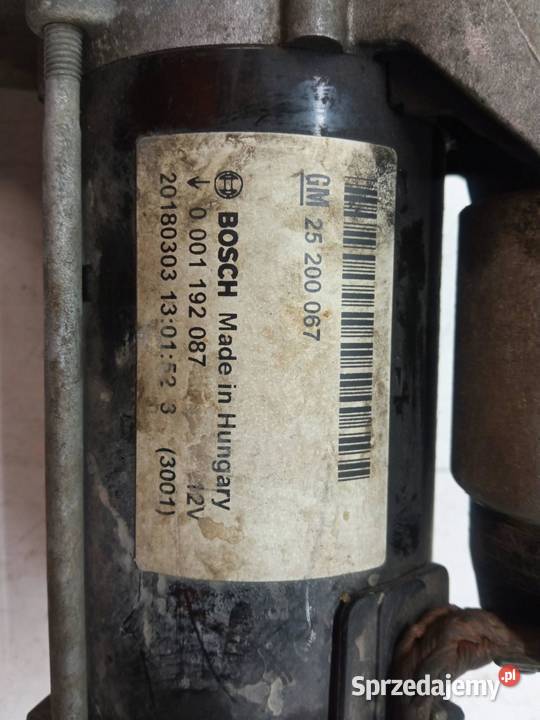 GM 25 200 067
BOSCH Made in Hungary
0 001 192 087 12V
20180303 13:01:52 3 (3001)
Sprzedajemy.pl